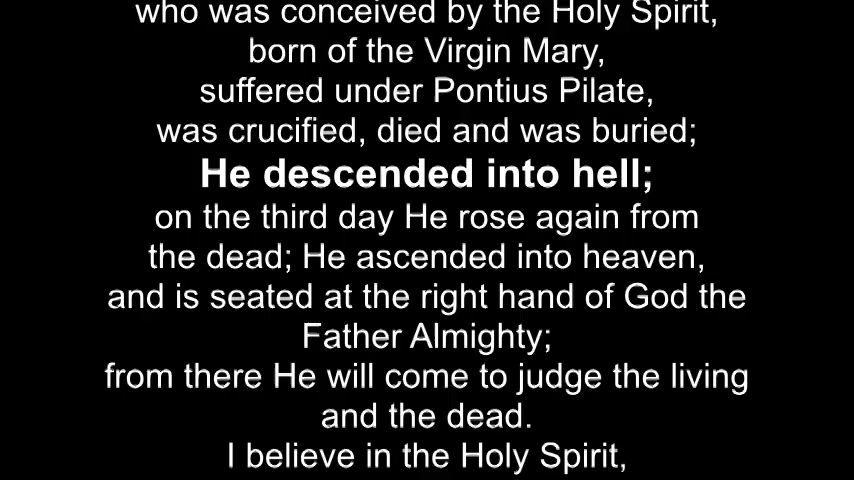 who was conceived by the Holy Spirit,
born of the Virgin Mary,
suffered under Pontius Pilate,
was crucified, died and was buried;
He descended into hell;
on the third day He rose again from
the dead; He ascended into heaven,
and is seated at the right hand of God the
Father Almighty;
from there He will come to judge the living
and the dead.
I believe in the Holy Spirit,